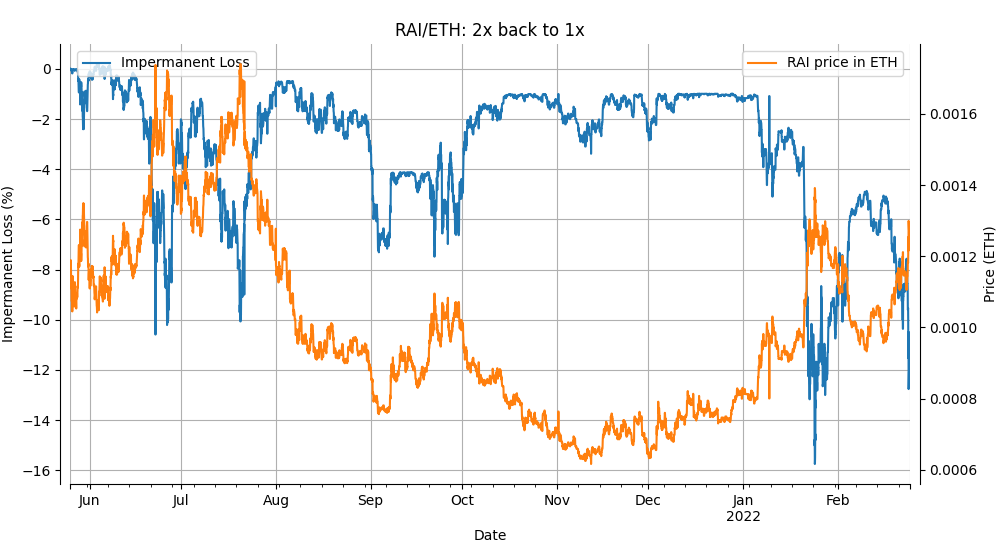 RAI/ETH: 2x back to 1x
Impermanent Loss
RAI price in ETH
Impermanent Loss (%)
0
−2
−4
−6
−8
−10
−12
−14
−16
0.0016
0.0014
0.0012
0.0010
0.0008
0.0006
Price (ETH)
Jun Jul Aug Sep Oct Nov Dec Jan Feb
2022
Date